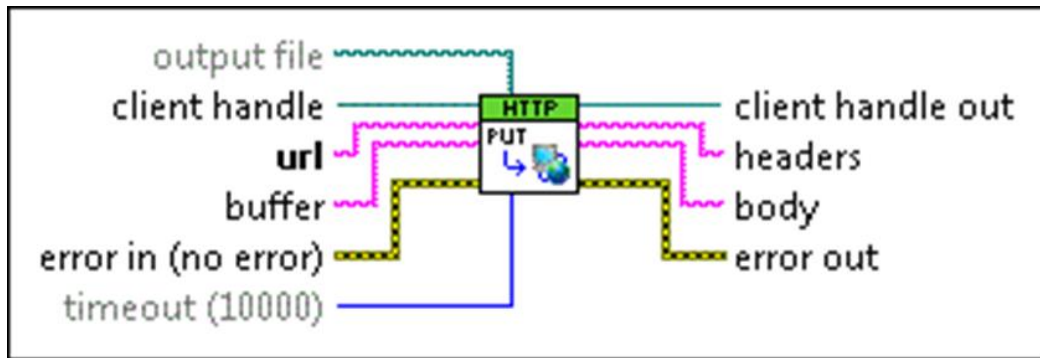 output file
client handle
url
buffer
error in (no error)
timeout (10000)
HTTP
PUT
client handle out
headers
body
error out